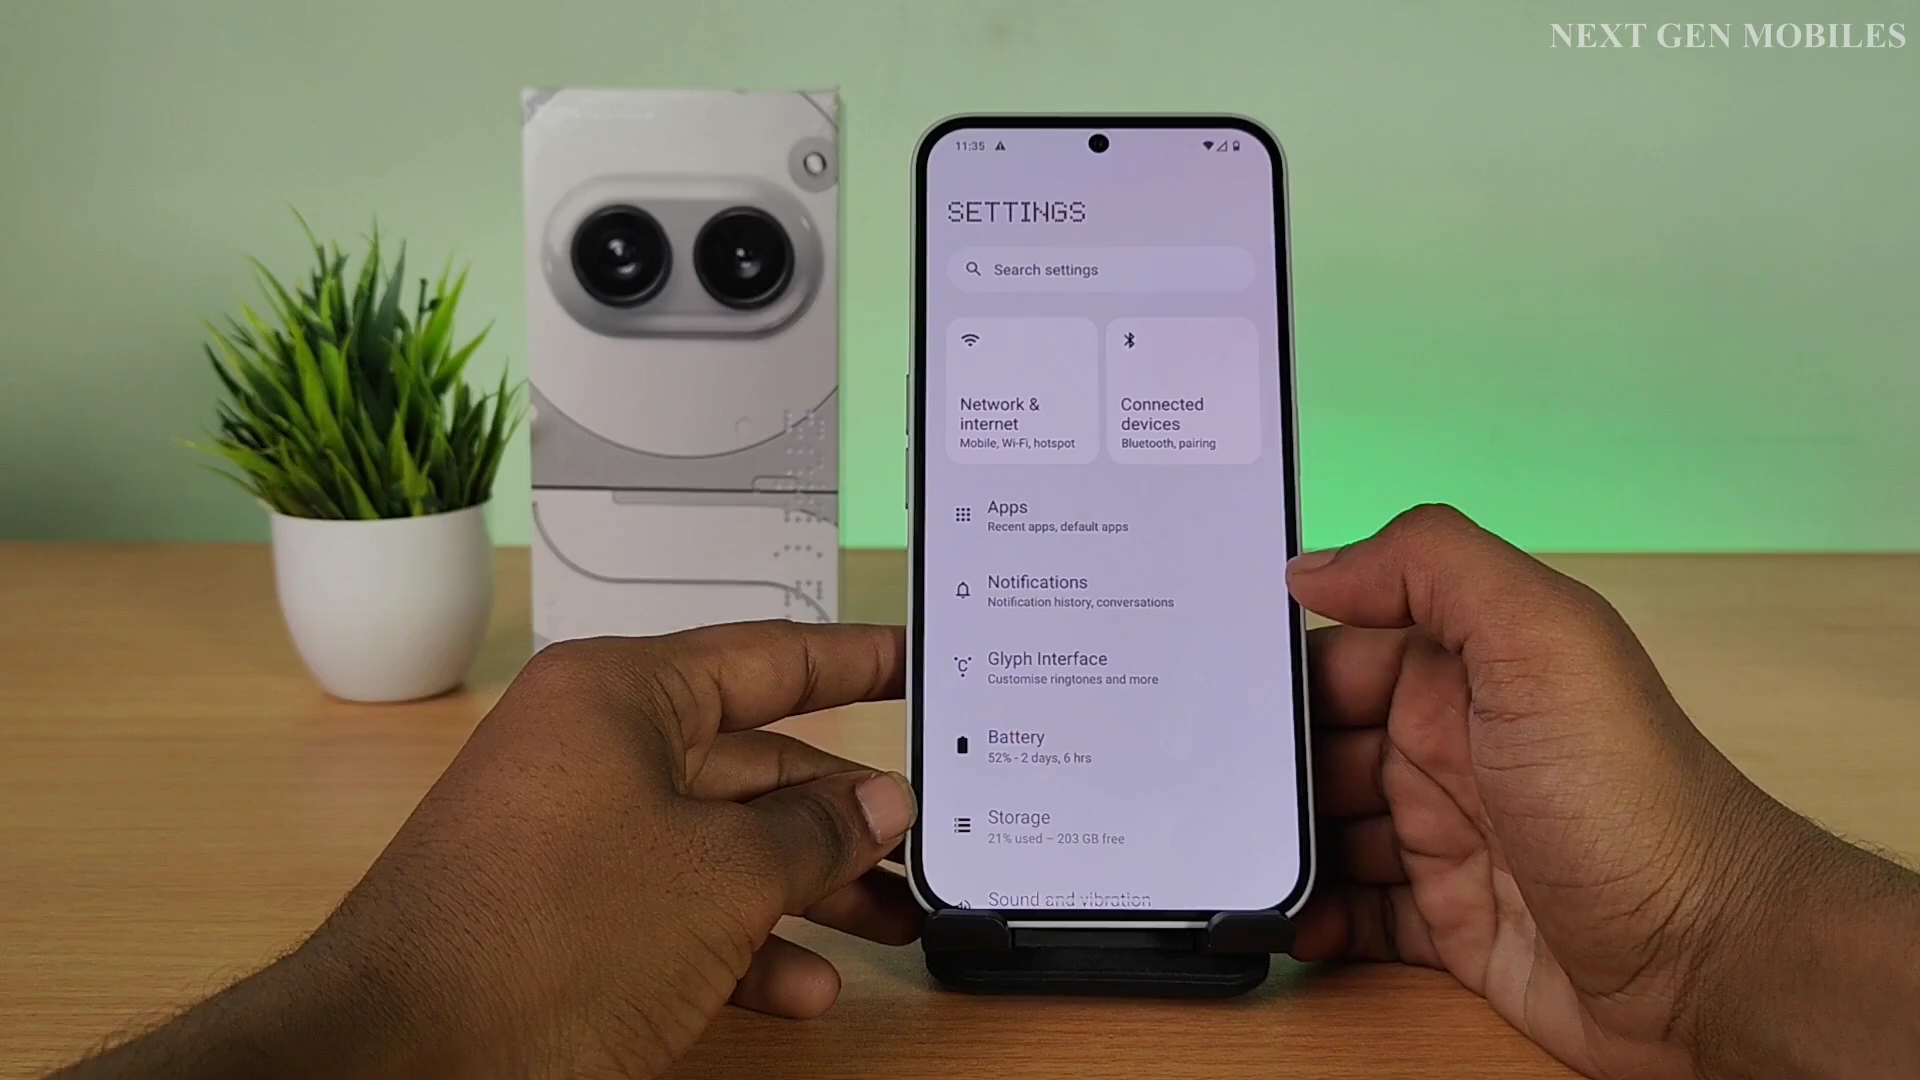 NEXT GEN MOBILES
11:35
SETTINGS
Search settings
Network &
internet
Mobile, Wi-Fi, hotspot
Connected
devices
Bluetooth, pairing
Apps
Recent apps, default apps
Notifications
Notification history, conversations
Glyph Interface
Customise ringtones and more
Battery
52% - 2 days, 6 hrs
Storage
21% used – 203 GB free
Sound and vibration